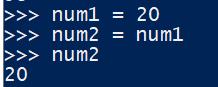 >>> num1 = 20
>>> num2 = num1
>>> num2
20